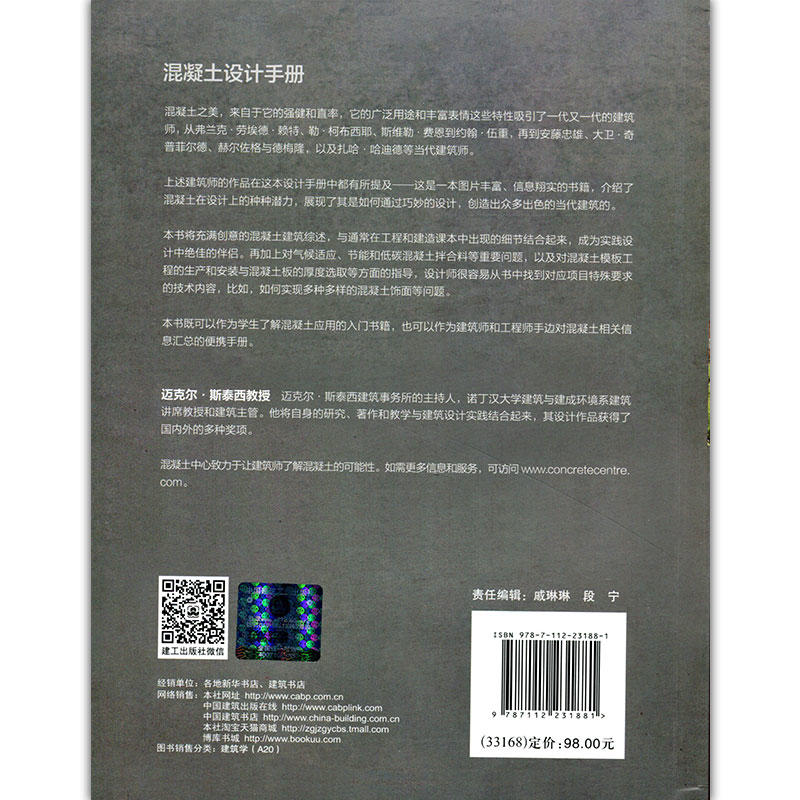 混凝土设计手册
混凝土之美，来自于它的强健和直率，它的广泛用途和丰富表情这些特性吸引了一代又一代的建筑
师，从弗兰克·劳埃德·赖特、勒·柯布西耶、斯维勒·费恩到约翰·伍重，再到安藤忠雄、大卫·奇
普菲尔德、赫尔佐格与德梅隆，以及扎哈·哈迪德等当代建筑师。
上述建筑师的作品在这本设计手册中都有所提及——这是一本图片丰富、信息翔实的书籍，介绍了
混凝土在设计上的种种潜力，展现了其是如何通过巧妙的设计，创造出众多出色的当代建筑的。
本书将充满创意的混凝土建筑综述，与通常在工程和建造课本中出现的细节结合起来，成为实践设
计中绝佳的伴侣。再加上对气候适应、节能和低碳混凝土拌合料等重要问题，以及对混凝土模板工
程的生产和安装与混凝土板的厚度选取等方面的指导，设计师很容易从书中找到对应项目特殊要求
的技术内容，比如，如何实现多种多样的混凝土饰面等问题。
本书既可以作为学生了解混凝土应用的入门书籍，也可以作为建筑师和工程师手边对混凝土相关信
息汇总的便携手册。
迈克尔·斯泰西教授 迈克尔·斯泰西建筑事务所的主持人，诺丁汉大学建筑与建成环境系建筑
讲席教授和建筑主管。他将自身的研究、著作和教学与建筑设计实践结合起来，其设计作品获得了
国内外的多种奖项。
混凝土中心致力于让建筑师了解混凝土的可能性。如需更多信息和服务，可访问 www.concretecentre.
com。
建工出版社微信
责任编辑：戚琳琳 段 宁
ISBN 978-7-112-23188-1
9 787112 231881>
(33168)定价：98.00元
经销单位：各地新华书店、建筑书店
网络销售：本社网址 http://www.cabp.com.cn
中国建筑出版在线 http://www.cabplink.com
中国建筑书店 http://www.china-building.com.cn
本社淘宝天猫商城 http://zgjzgycbs.tmall.com
博库书城 http://www.bookuu.com
图书销售分类：建筑学（A20）